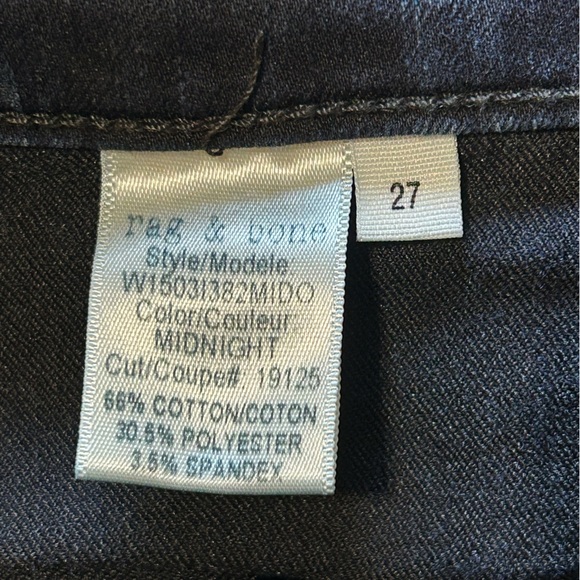 rag & bone
Style/Modele
W1503I382MIDO
Color/Couleur:
MIDNIGHT
Cut/Coupe# 19125
66% COTTON/COTON
30.5% POLYESTER
3.5% SPANDEX
27